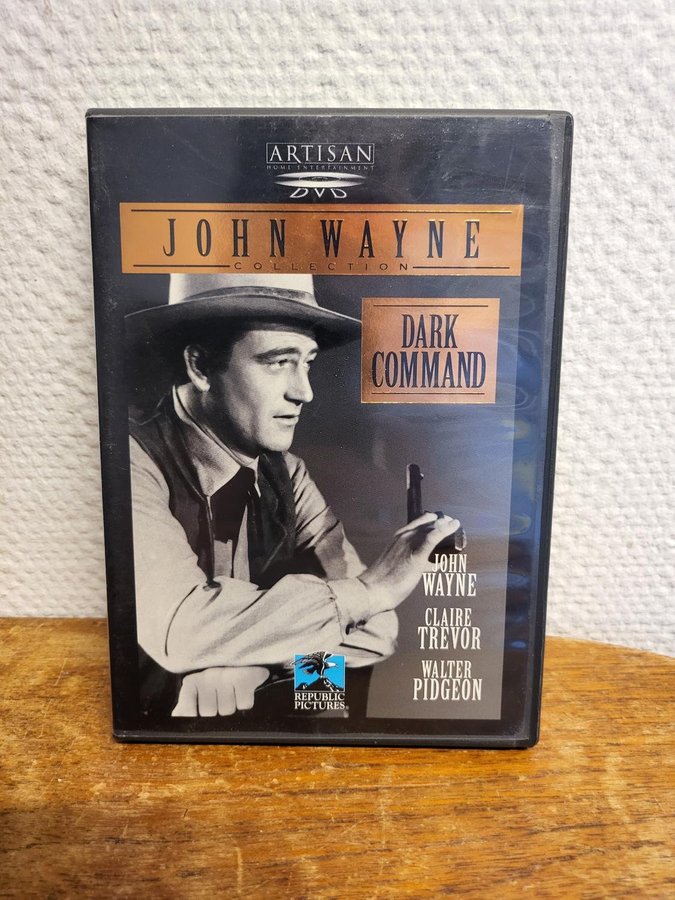 ARTISAN
HOME ENTERTAINMENT
DVD
JOHN WAYNE
COLLECTION
DARK
COMMAND
JOHN
WAYNE
CLAIRE
TREVOR
WALTER
PIDGEON
REPUBLIC
PICTURES®